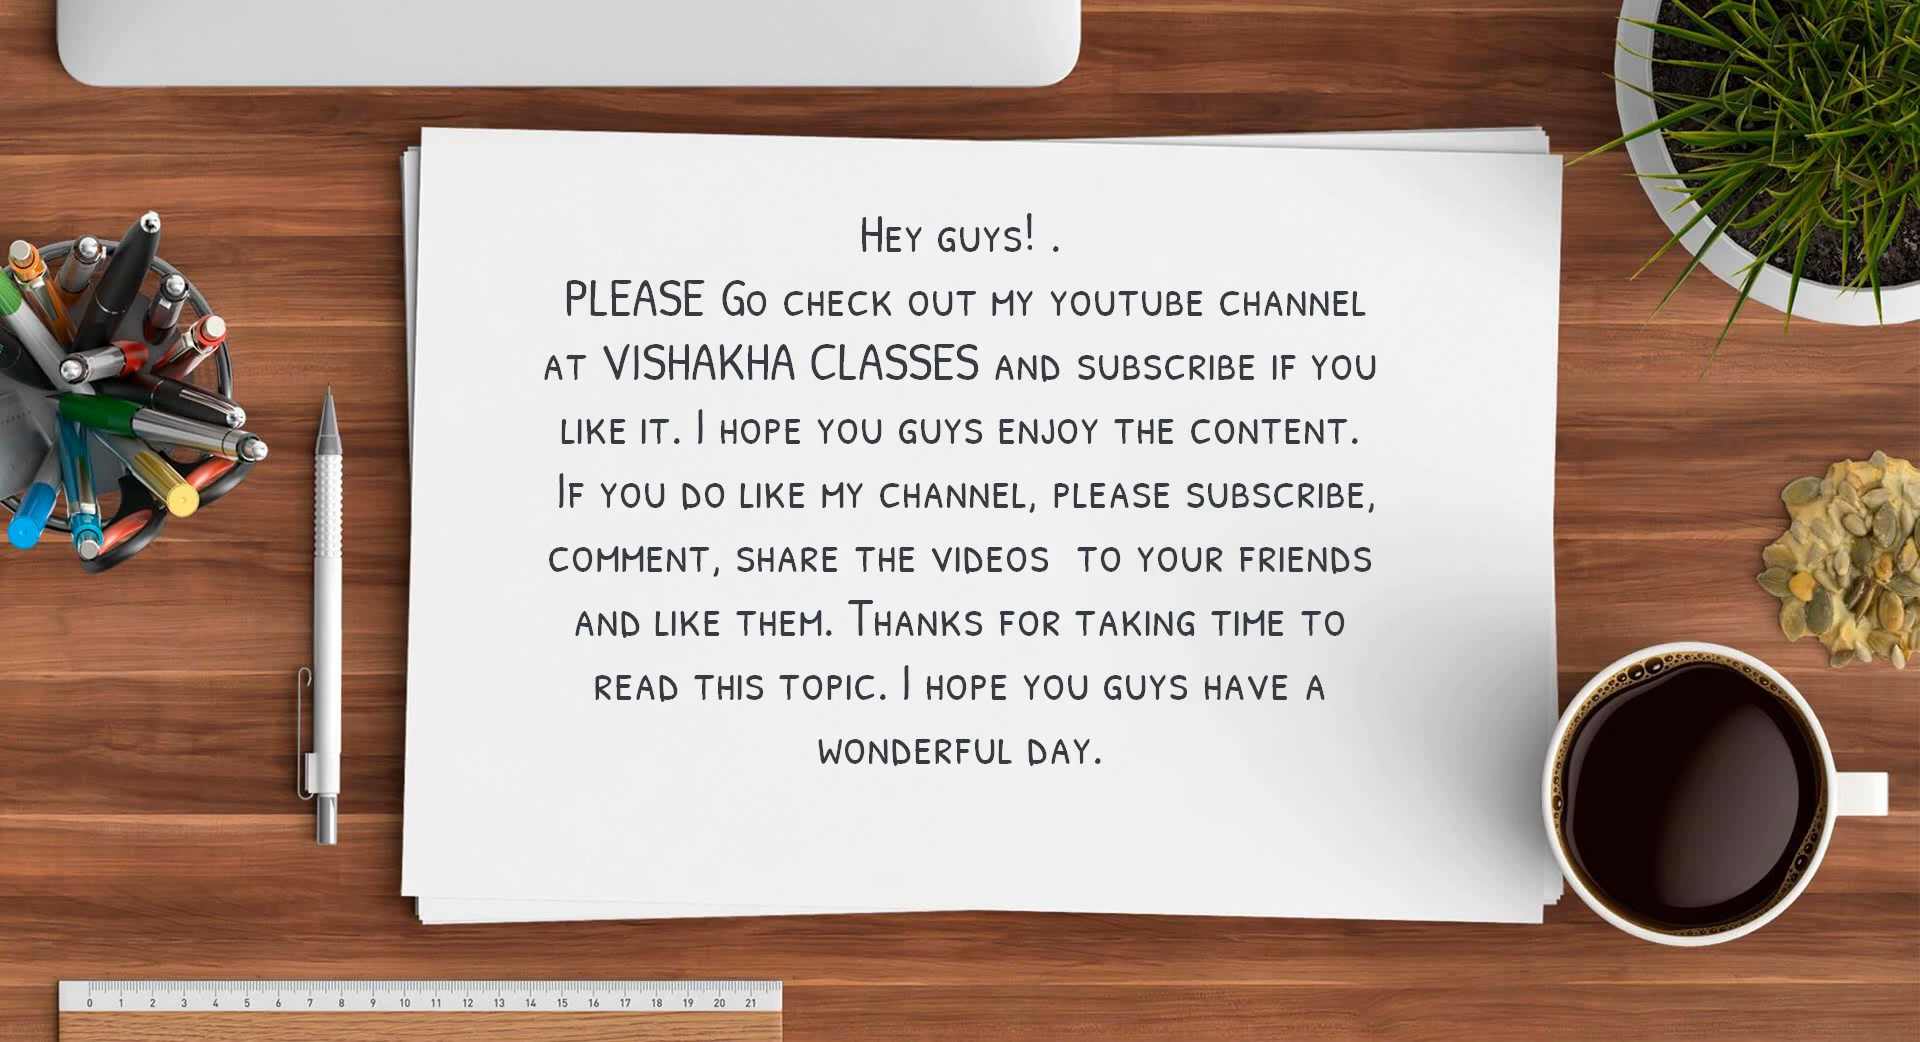 Hey guys! .
PLEASE Go check out my youtube channel
at VISHAKHA CLASSES and subscribe if you
like it. I hope you guys enjoy the content.
If you do like my channel, please subscribe,
comment, share the videos to your friends
and like them. Thanks for taking time to
read this topic. I hope you guys have a
wonderful day.
0 1 2 3 4 5 6 7 8 9 10 11 12 13 14 15 16 17 18 19 20 21